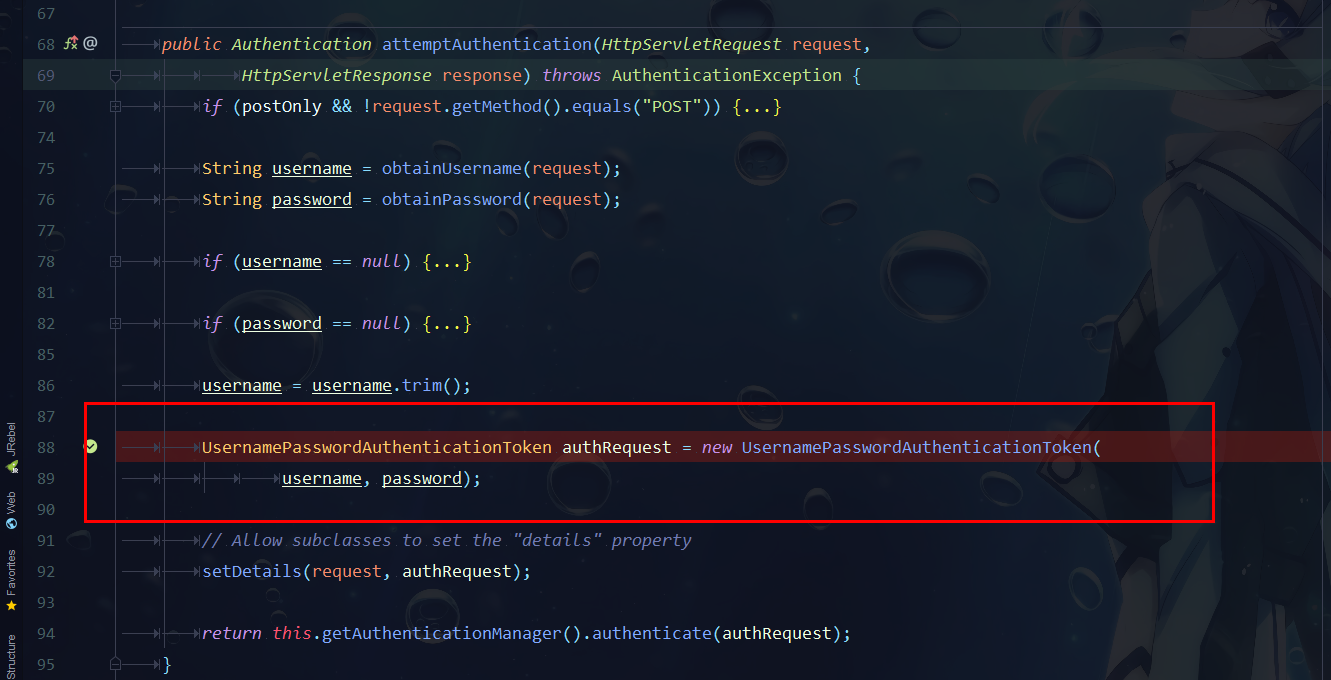 67
68 @ public Authentication attemptAuthentication(HttpServletRequest request,
69 HttpServletResponse response) throws AuthenticationException {
70 if (postOnly && !request.getMethod().equals("POST")) {...}
74
75 String username = obtainUsername(request);
76 String password = obtainPassword(request);
77
78 if (username == null) {...}
81
82 if (password == null) {...}
85
86 username = username.trim();
87
88 UsernamePasswordAuthenticationToken authRequest = new UsernamePasswordAuthenticationToken(
89 username, password);
90
91 // Allow subclasses to set the "details" property
92 setDetails(request, authRequest);
93
94 return this.getAuthenticationManager().authenticate(authRequest);
95 }
JRebel
Web
Favorites
Structure